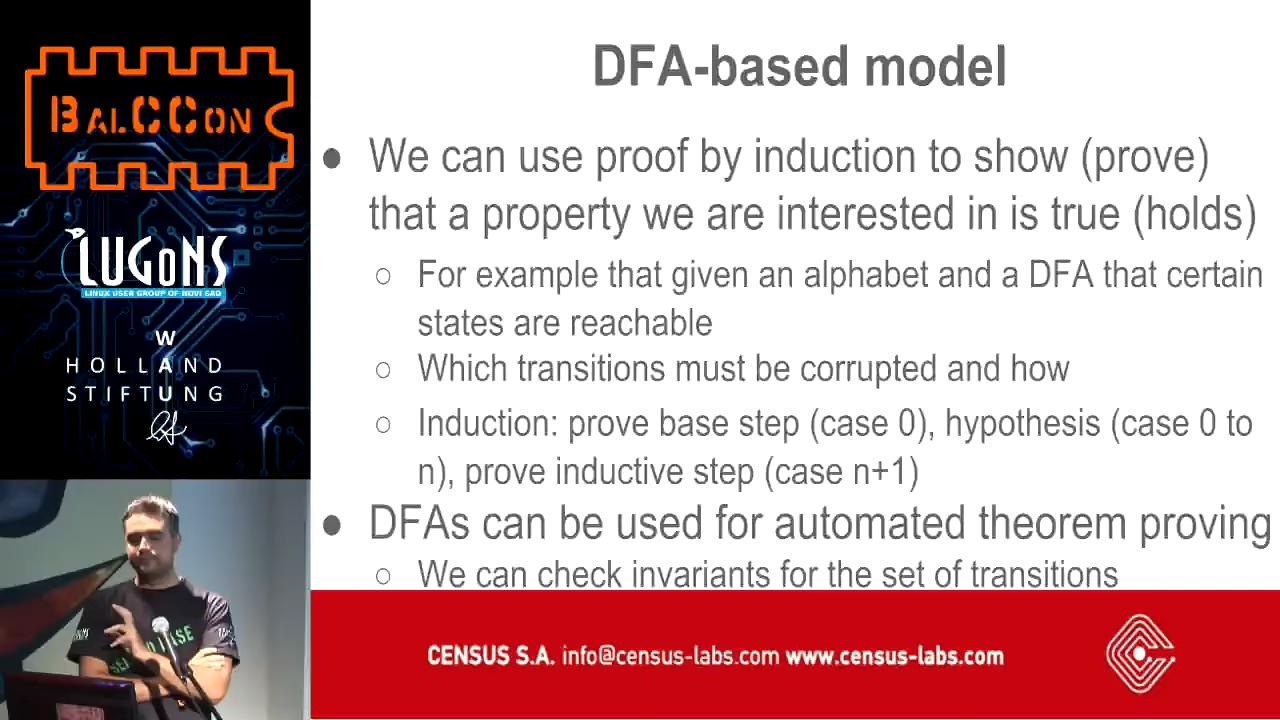 BALCCON
LUGoNS
LINUX USER GROUP OF NOVI SAD
W
HOLLAND
STIFTUNG
DFA-based model
● We can use proof by induction to show (prove)
that a property we are interested in is true (holds)
○ For example that given an alphabet and a DFA that certain
states are reachable
○ Which transitions must be corrupted and how
○ Induction: prove base step (case 0), hypothesis (case 0 to
n), prove inductive step (case n+1)
● DFAs can be used for automated theorem proving
○ We can check invariants for the set of transitions
CENSUS S.A. info@census-labs.com www.census-labs.com